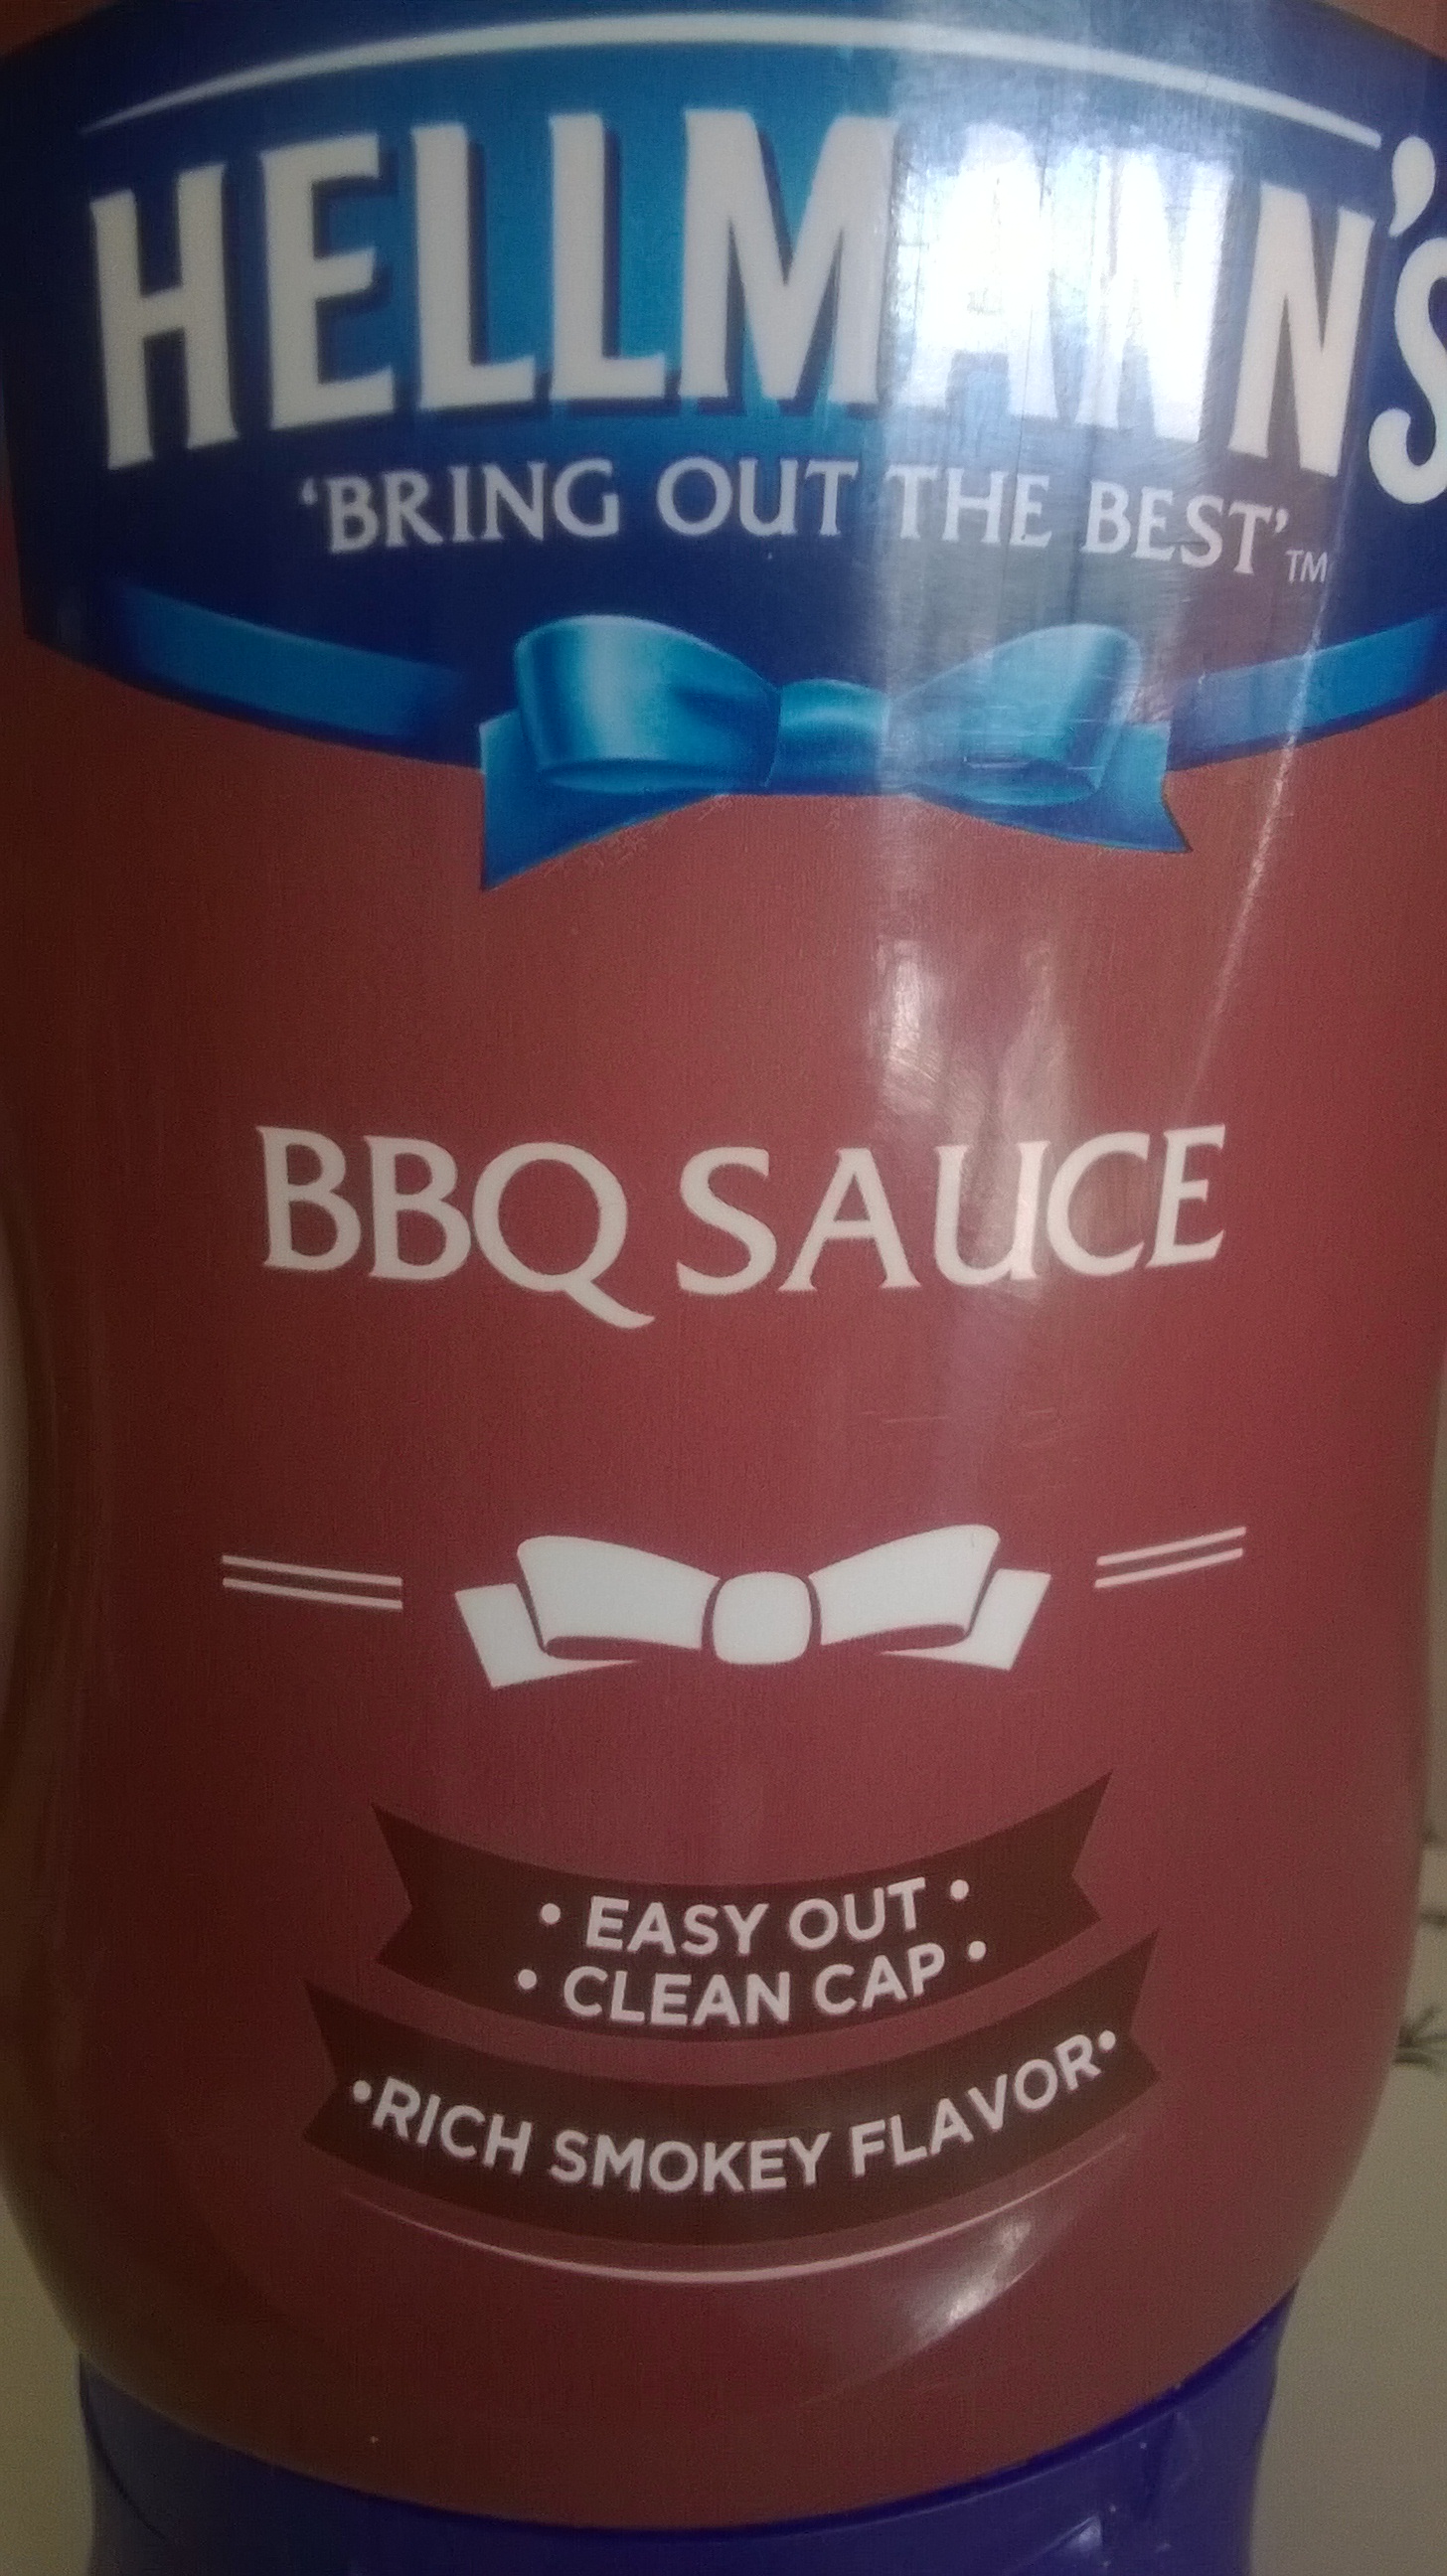 HELLMANN'S
'BRING OUT THE BEST'™
BBQ SAUCE
• EASY OUT •
• CLEAN CAP •
•RICH SMOKEY FLAVOR•